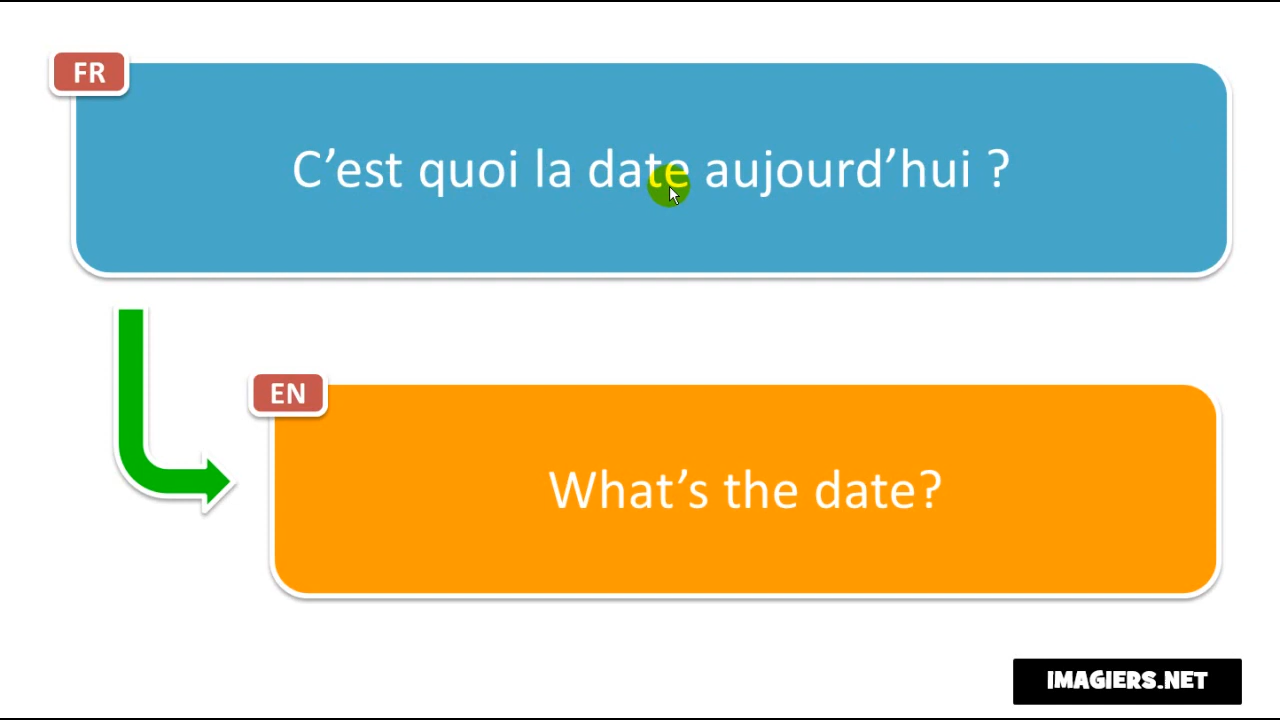 FR
C’est quoi la date aujourd’hui ?
EN
What’s the date?
IMAGIERS.NET